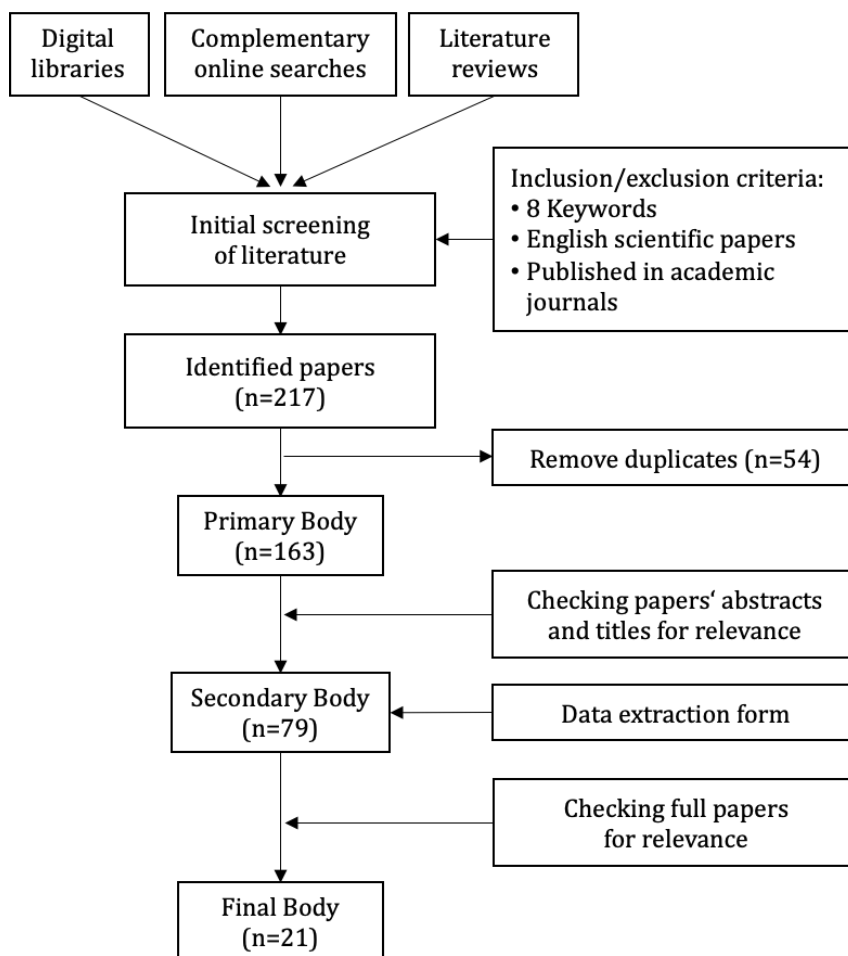 Digital
libraries
Complementary
online searches
Literature
reviews
Initial screening
of literature
Inclusion/exclusion criteria:
• 8 Keywords
• English scientific papers
• Published in academic
journals
Identified papers
(n=217)
Remove duplicates (n=54)
Primary Body
(n=163)
Checking papers‘ abstracts
and titles for relevance
Secondary Body
(n=79)
Data extraction form
Checking full papers
for relevance
Final Body
(n=21)